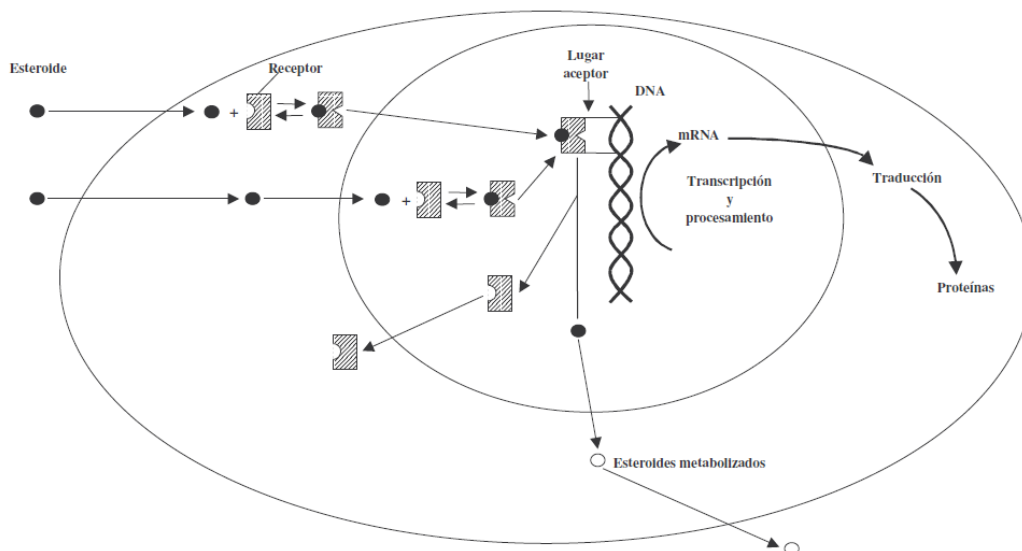 Esteroide
Receptor
+
Lugar
aceptor
DNA
mRNA
+
Transcripción
y
procesamiento
Traducción
Proteínas
Esteroides metabolizados